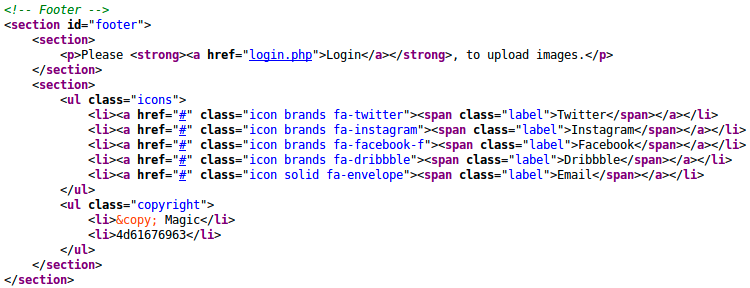 <!-- Footer -->
<section id="footer">
<section>
<p>Please <strong><a href="login.php">Login</a></strong>, to upload images.</p>
</section>
<section>
<ul class="icons">
<li><a href="#" class="icon brands fa-twitter"><span class="label">Twitter</span></a></li>
<li><a href="#" class="icon brands fa-instagram"><span class="label">Instagram</span></a></li>
<li><a href="#" class="icon brands fa-facebook-f"><span class="label">Facebook</span></a></li>
<li><a href="#" class="icon brands fa-dribbble"><span class="label">Dribbble</span></a></li>
<li><a href="#" class="icon solid fa-envelope"><span class="label">Email</span></a></li>
</ul>
<ul class="copyright">
<li>&copy; Magic</li>
<li>4d61676963</li>
</ul>
</section>
</section>